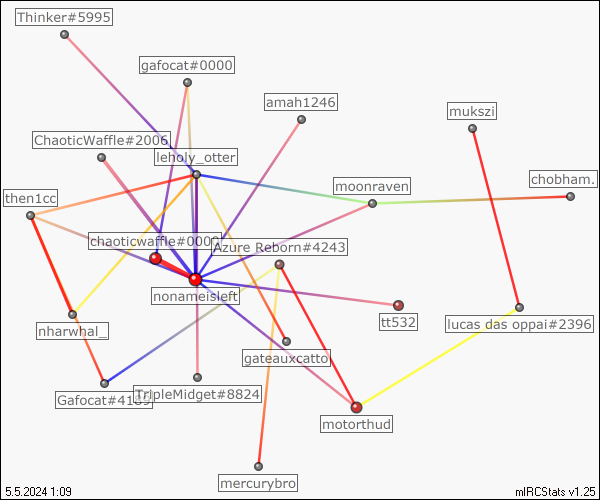 Thinker#5995
gafocat#0000
amah1246
mukszi
ChaoticWaffle#2006
leholy_otter
chobham.
moonraven
then1cc
chaoticwaffle#000
Azure Reborn#4243
nonameisleft
tt532
lucas das oppai#2396
nharwhal_
gateauxcatto
Gafocat#4189
TripleMidget#8824
motorthud
mercurybro
5.5.2024 1:09
mIRCStats v1.25